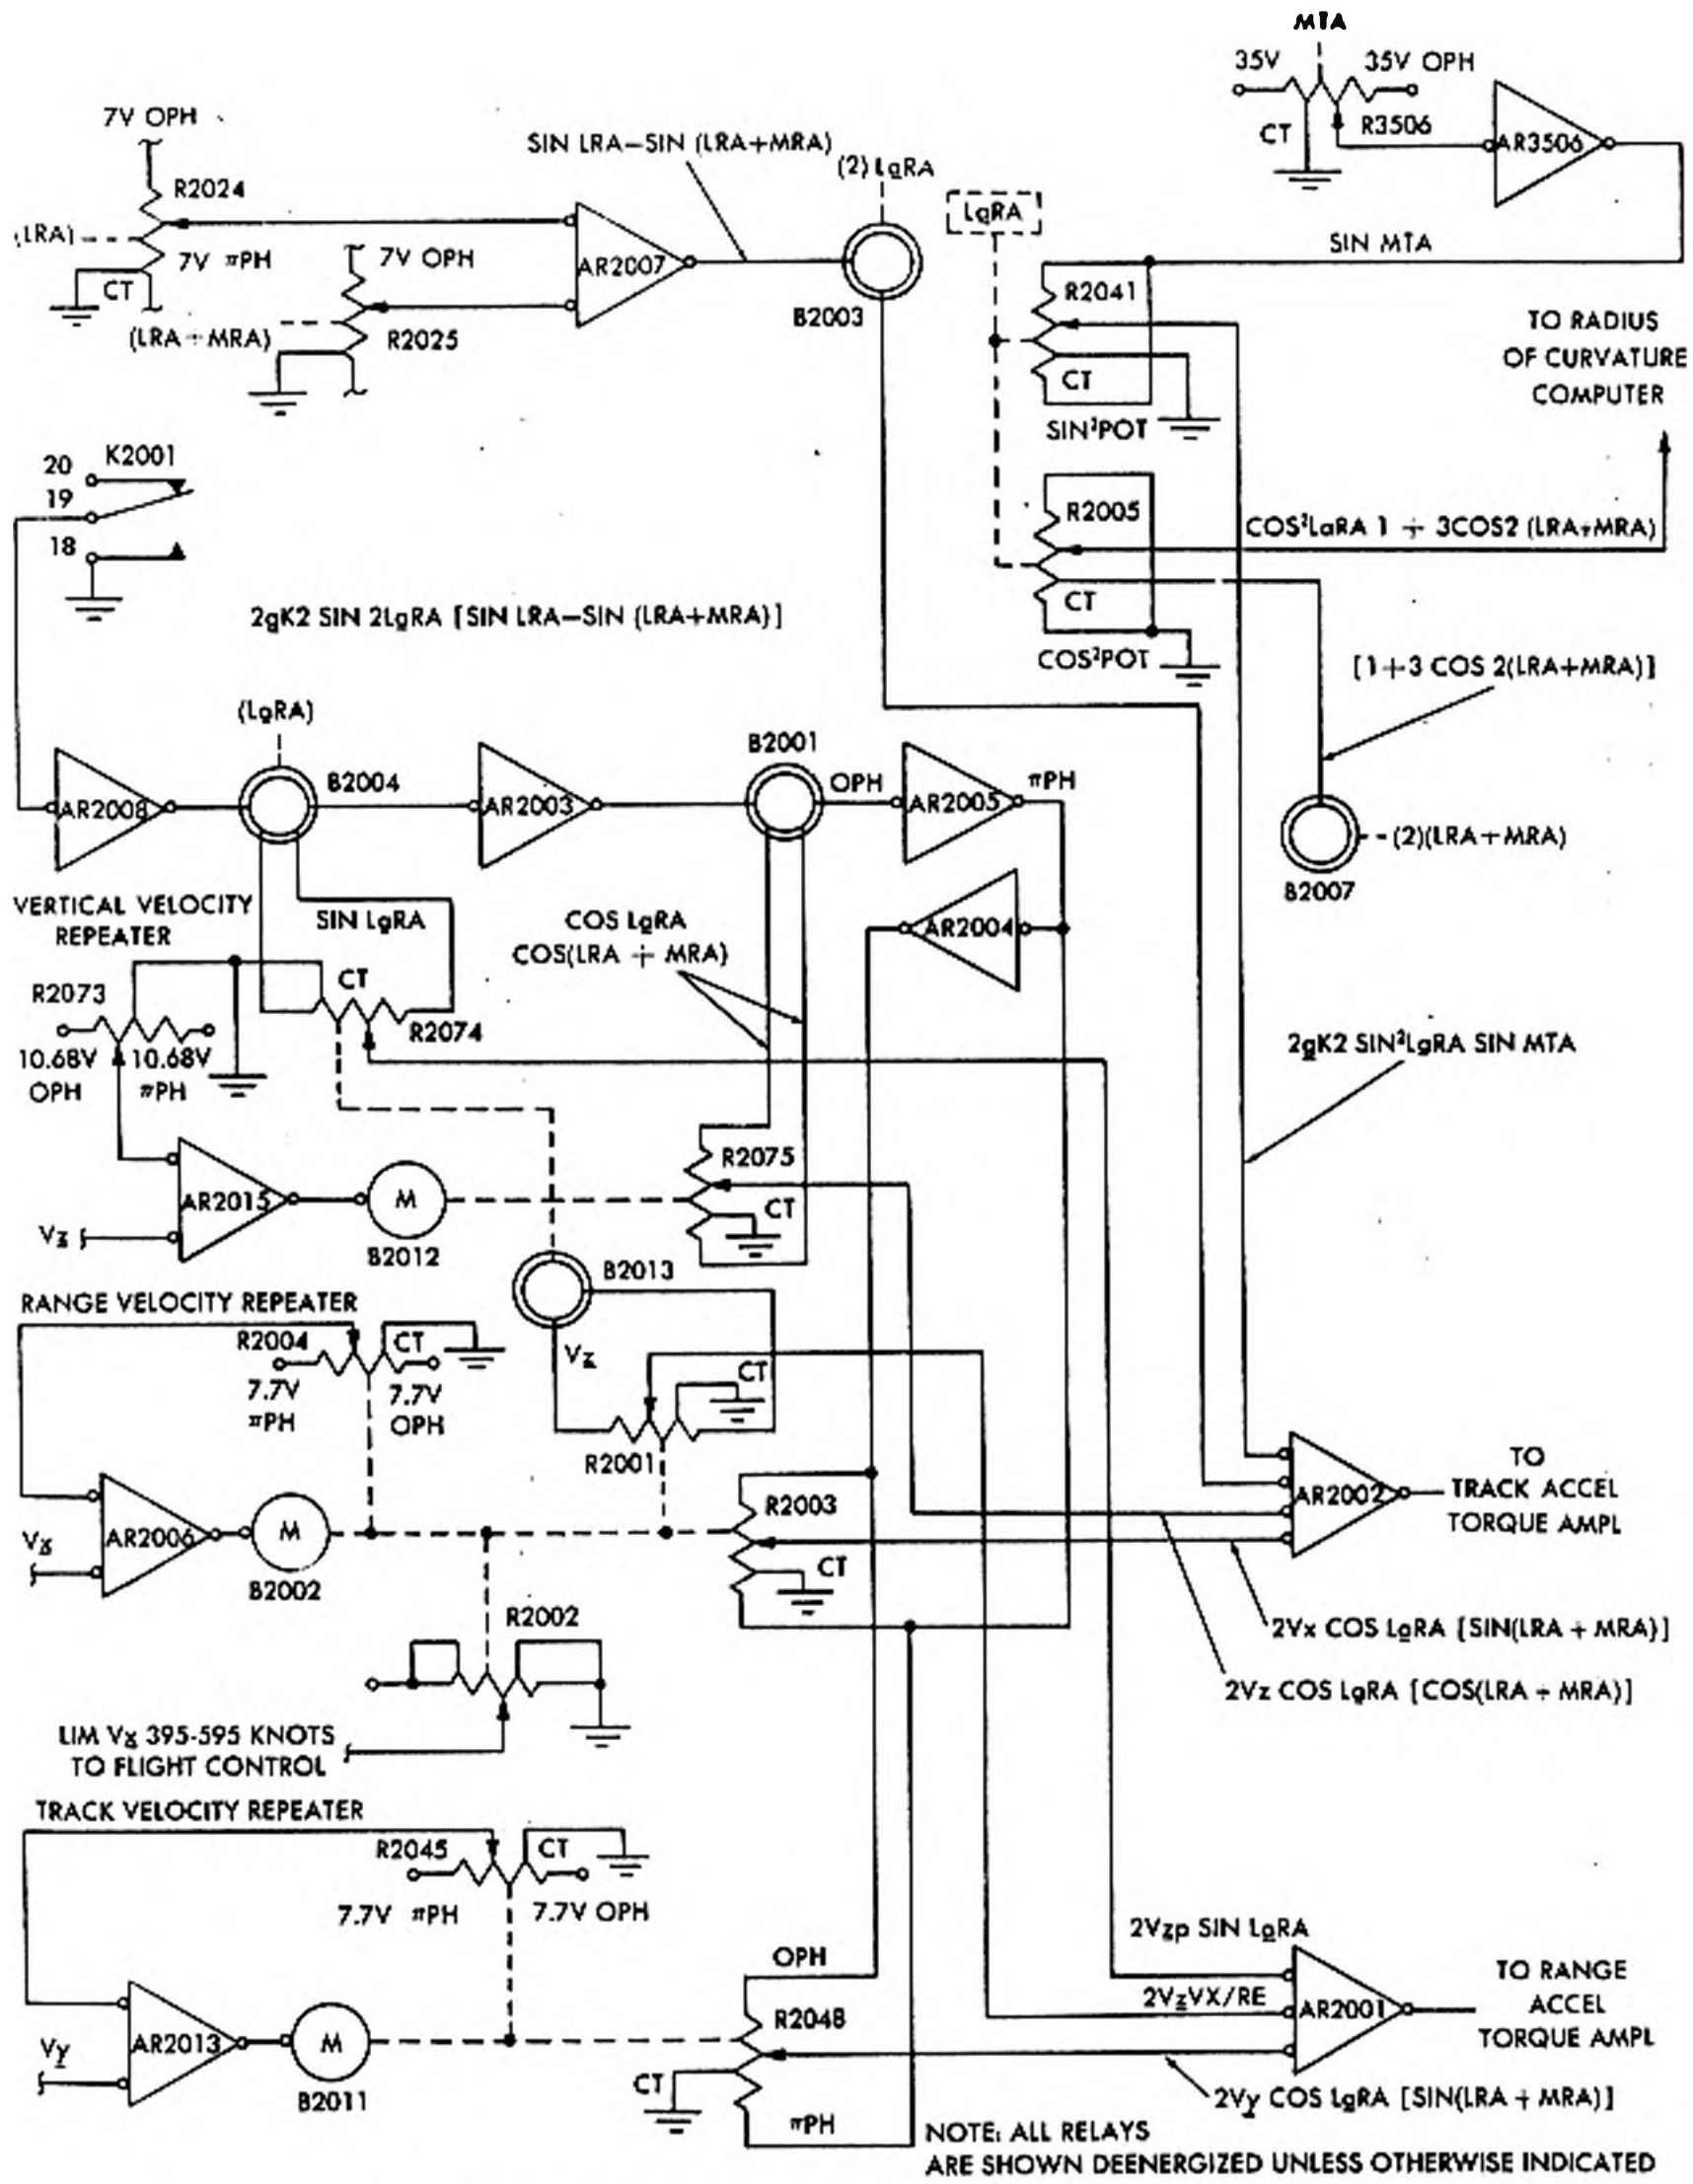 MTA
35V
35V OPH
CT
R3506
AR3506
7V OPH
R2024
(LRA)
7V πPH
CT
7V OPH
(LRA+MRA)
R2025
SIN LRA–SIN (LRA+MRA)
AR2007
(2) LgRA
B2003
LgRA
SIN MTA
R2041
CT
SIN²POT
TO RADIUS
OF CURVATURE
COMPUTER
20
K2001
19
18
R2005
COS²LgRA 1 + 3COS2 (LRA+MRA)
CT
COS²POT
2gK2 SIN 2LgRA [SIN LRA–SIN (LRA+MRA)]
[1+3 COS 2(LRA+MRA)]
(LgRA)
AR2008
B2004
AR2003
B2001
OPH
AR2005
πPH
(2)(LRA+MRA)
B2007
VERTICAL VELOCITY
REPEATER
SIN LgRA
COS LgRA
COS(LRA + MRA)
AR2004
R2073
CT
R2074
10.68V
OPH
10.68V
πPH
2gK2 SIN²LgRA SIN MTA
AR2015
Vz
M
B2012
R2075
CT
B2013
RANGE VELOCITY REPEATER
R2004
CT
7.7V
πPH
7.7V
OPH
Vz
CT
R2001
AR2006
Vx
M
B2002
R2003
CT
AR2002
TO
TRACK ACCEL
TORQUE AMPL
R2002
2Vx COS LgRA [SIN(LRA + MRA)]
2Vz COS LgRA [COS(LRA + MRA)]
LIM Vx 395-595 KNOTS
TO FLIGHT CONTROL
TRACK VELOCITY REPEATER
R2045
CT
7.7V πPH
7.7V OPH
2Vzp SIN LgRA
OPH
2VzVX/RE
AR2001
TO RANGE
ACCEL
TORQUE AMPL
AR2013
Vy
M
B2011
R2048
CT
πPH
2Vy COS LgRA [SIN(LRA + MRA)]
NOTE: ALL RELAYS
ARE SHOWN DEENERGIZED UNLESS OTHERWISE INDICATED